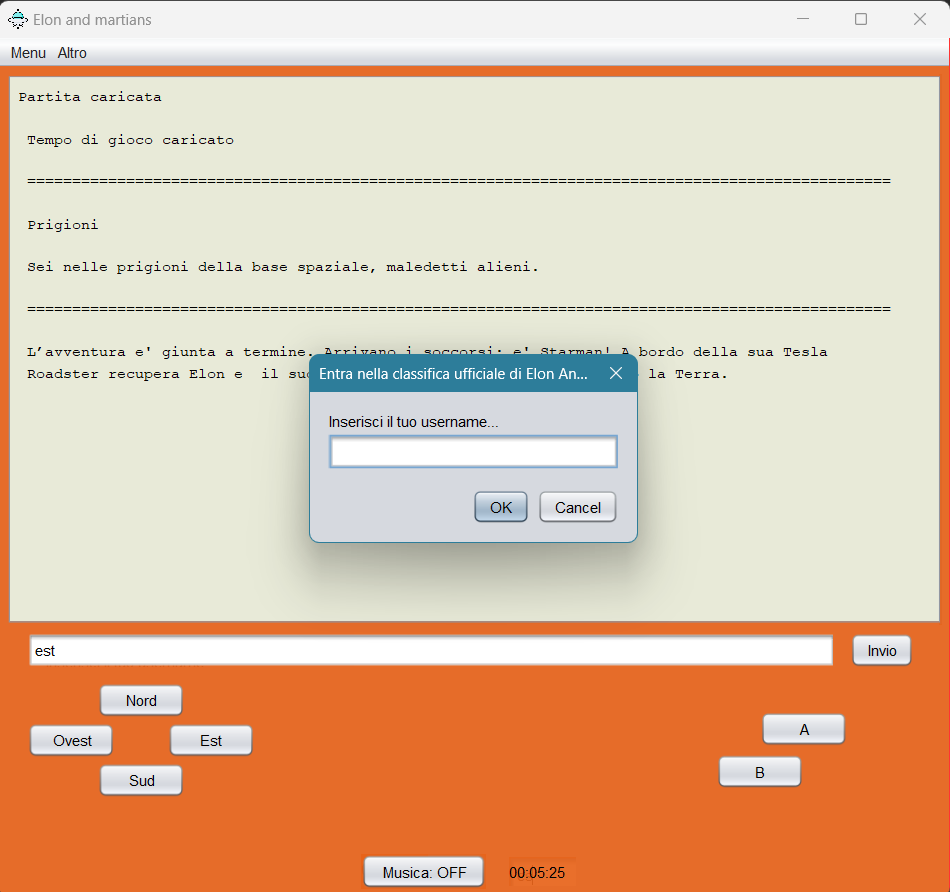 Elon and martians
Menu Altro
Partita caricata
Tempo di gioco caricato
================================================================================================
Prigioni
Sei nelle prigioni della base spaziale, maledetti alieni.
================================================================================================
L’avventura e' giunta a termine. Arrivano i soccorsi: e' Starman! A bordo della sua Tesla
Roadster recupera Elon e il la Terra.
Entra nella classifica ufficiale di Elon An...
Inserisci il tuo username...
OK Cancel
est Invio
Nord
Ovest Est
Sud
A
B
Musica: OFF 00:05:25